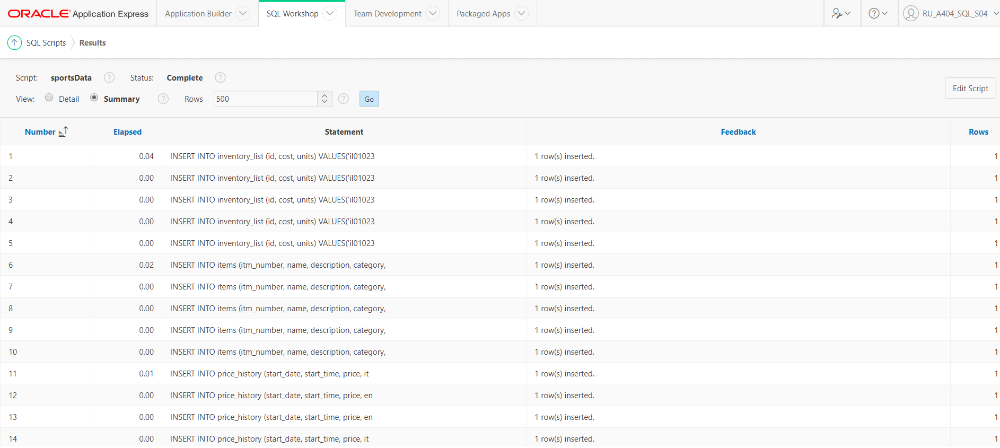 ORACLE Application Express Application Builder SQL Workshop Team Development Packaged Apps ? RU_A404_SQL_S04
SQL Scripts Results
Script: sportsData ? Status: Complete ?
Edit Script
View: Detail Summary ? Rows 500 ? Go
Number Elapsed Statement Feedback Rows
1 0.04 INSERT INTO inventory_list (id, cost, units) VALUES('il01023 1 row(s) inserted. 1
2 0.00 INSERT INTO inventory_list (id, cost, units) VALUES('il01023 1 row(s) inserted. 1
3 0.00 INSERT INTO inventory_list (id, cost, units) VALUES('il01023 1 row(s) inserted. 1
4 0.00 INSERT INTO inventory_list (id, cost, units) VALUES('il01023 1 row(s) inserted. 1
5 0.00 INSERT INTO inventory_list (id, cost, units) VALUES('il01023 1 row(s) inserted. 1
6 0.02 INSERT INTO items (itm_number, name, description, category, 1 row(s) inserted. 1
7 0.00 INSERT INTO items (itm_number, name, description, category, 1 row(s) inserted. 1
8 0.00 INSERT INTO items (itm_number, name, description, category, 1 row(s) inserted. 1
9 0.00 INSERT INTO items (itm_number, name, description, category, 1 row(s) inserted. 1
10 0.00 INSERT INTO items (itm_number, name, description, category, 1 row(s) inserted. 1
11 0.01 INSERT INTO price_history (start_date, start_time, price, it 1 row(s) inserted. 1
12 0.00 INSERT INTO price_history (start_date, start_time, price, en 1 row(s) inserted. 1
13 0.00 INSERT INTO price_history (start_date, start_time, price, en 1 row(s) inserted. 1
14 0.00 INSERT INTO price_history (start_date, start_time, price, it 1 row(s) inserted. 1